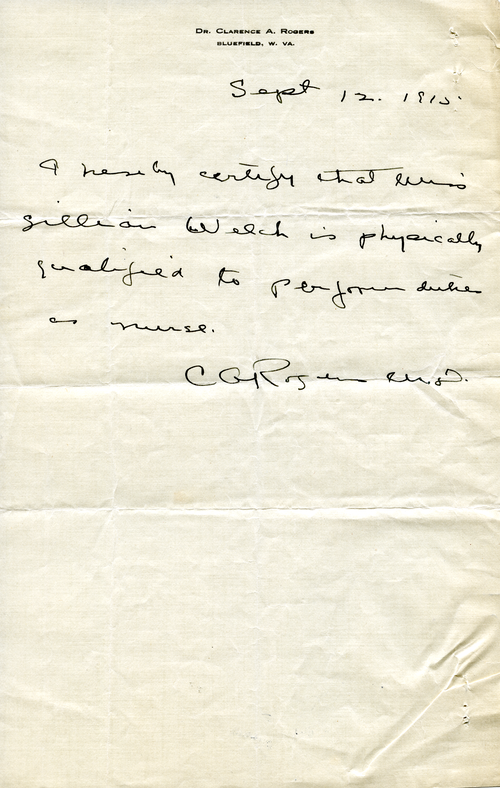 Dr. Clarence A. Rogers
Bluefield, W. Va.
Sept 12. 1915
I hereby certify that Miss
Lillian Welch is physically
qualified to perform duties
as nurse.
C A Rogers M.D.